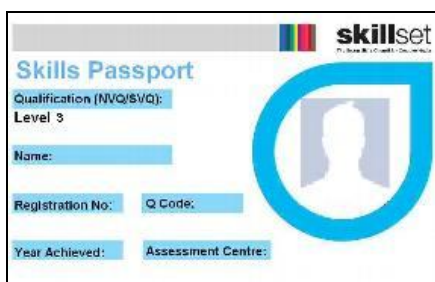 skillset
Skills Passport
Qualification (NVQ/SVQ):
Level 3
Name:
Registration No: Q Code:
Year Achieved: Assessment Centre: